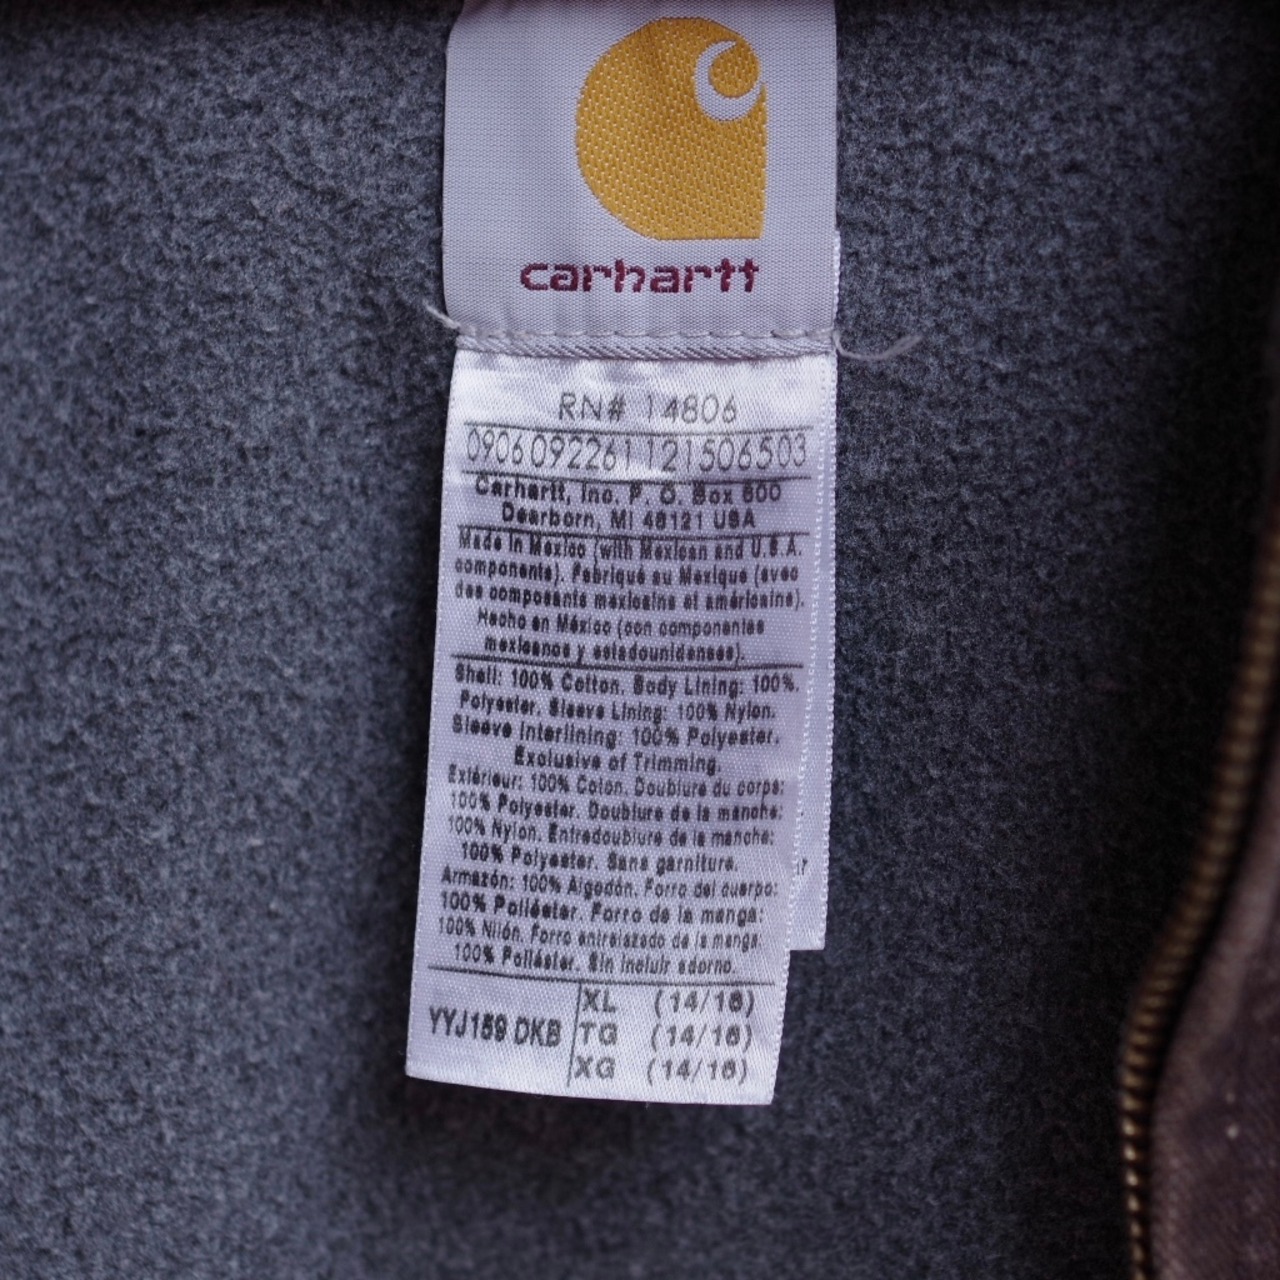 carhartt
RN# 14806
0906092261121506503
Carhartt, Inc. P. O. Box 600
Dearborn, MI 48121 USA
Made in Mexico (with Mexican and U.S.A.
components). Fabriqué au Mexique (avec
des composants mexicains et américains).
Hecho en México (con componentes
mexicanos y estadounidenses).
Shell: 100% Cotton. Body Lining: 100%.
Polyester. Sleeve Lining: 100% Nylon.
Sleeve Interlining: 100% Polyester.
Exclusive of Trimming.
Extérieur: 100% Coton. Doublure du corps:
100% Polyester. Doublure de la manche:
100% Nylon. Entredoublure de la manche:
100% Polyester. Sans garniture.
Armazón: 100% Algodón. Forro del cuerpo:
100% Poliéster. Forro de la manga:
100% Nilón. Forro entrelazado de la manga:
100% Poliéster. Sin incluir adorno.
YYJ159 DKB
XL (14/16)
TG (14/16)
XG (14/16)